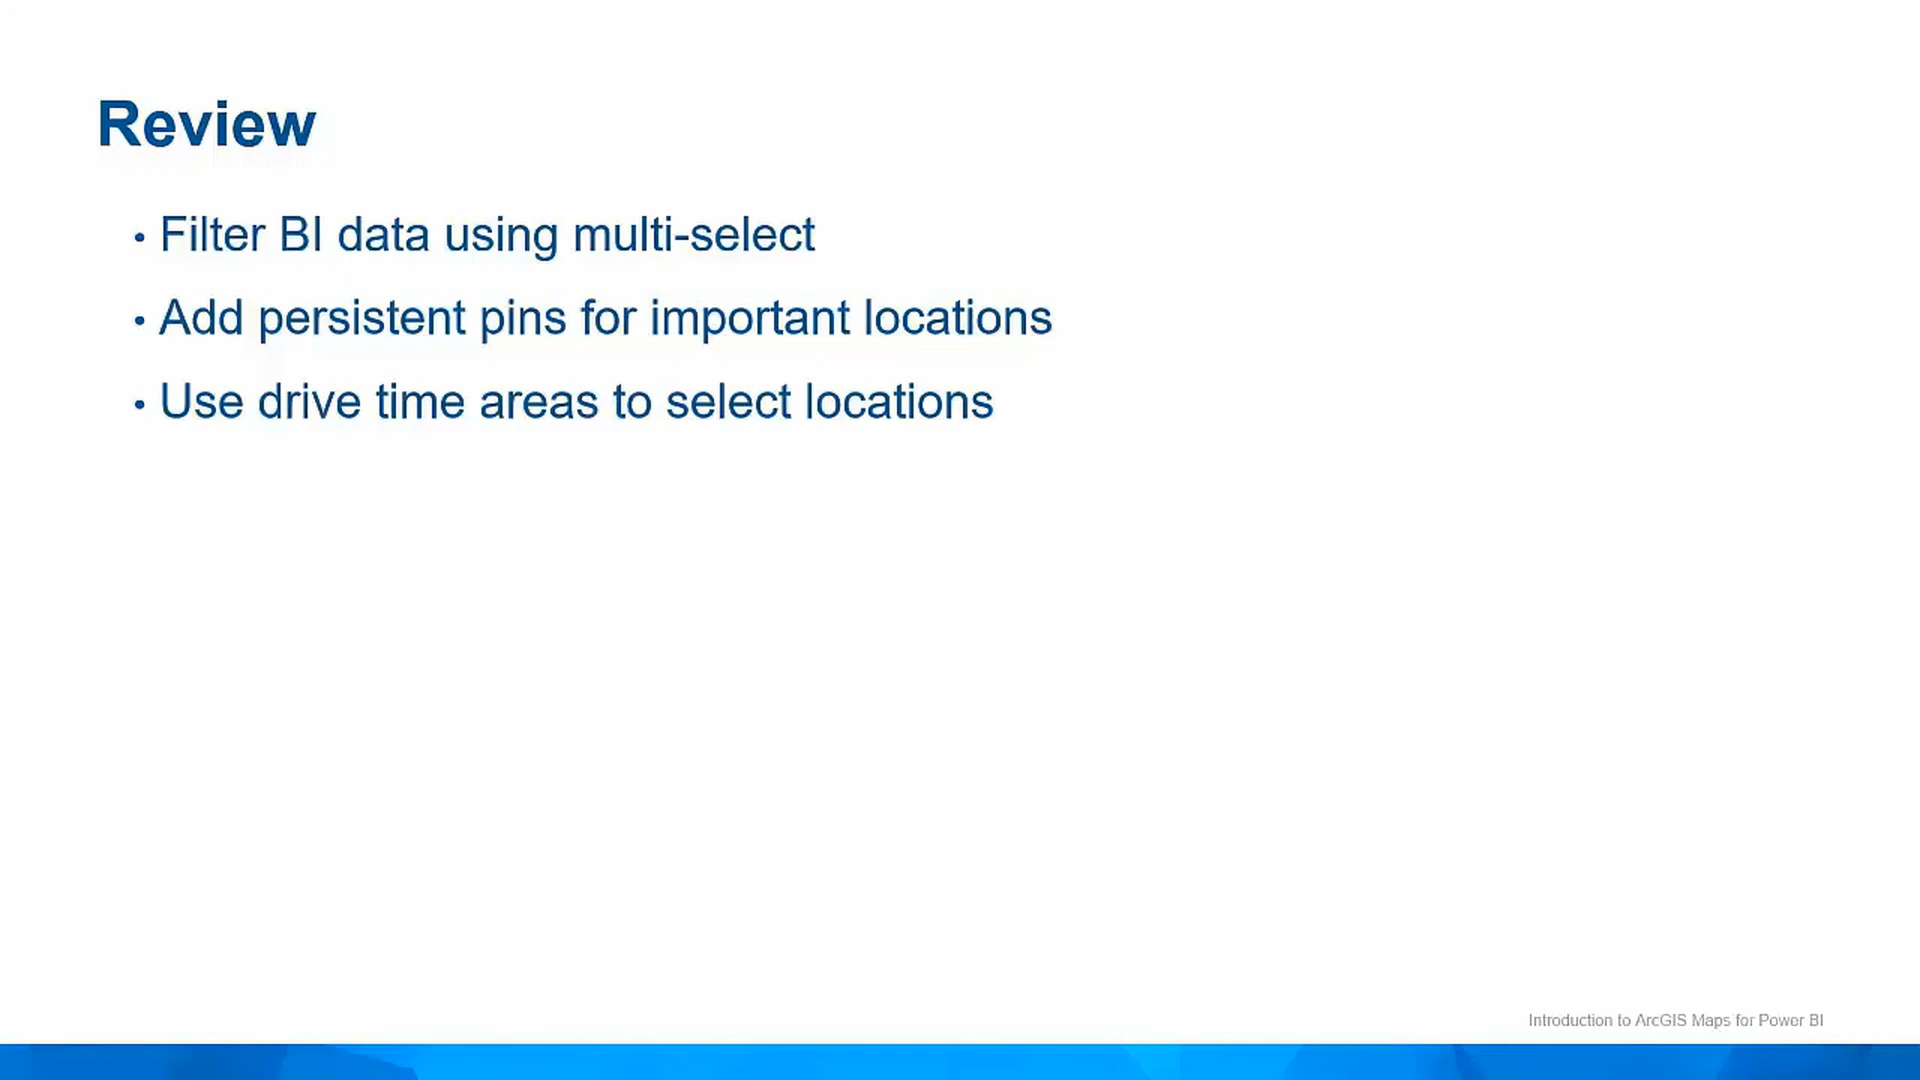 Review
• Filter BI data using multi-select
• Add persistent pins for important locations
• Use drive time areas to select locations
Introduction to ArcGIS Maps for Power BI